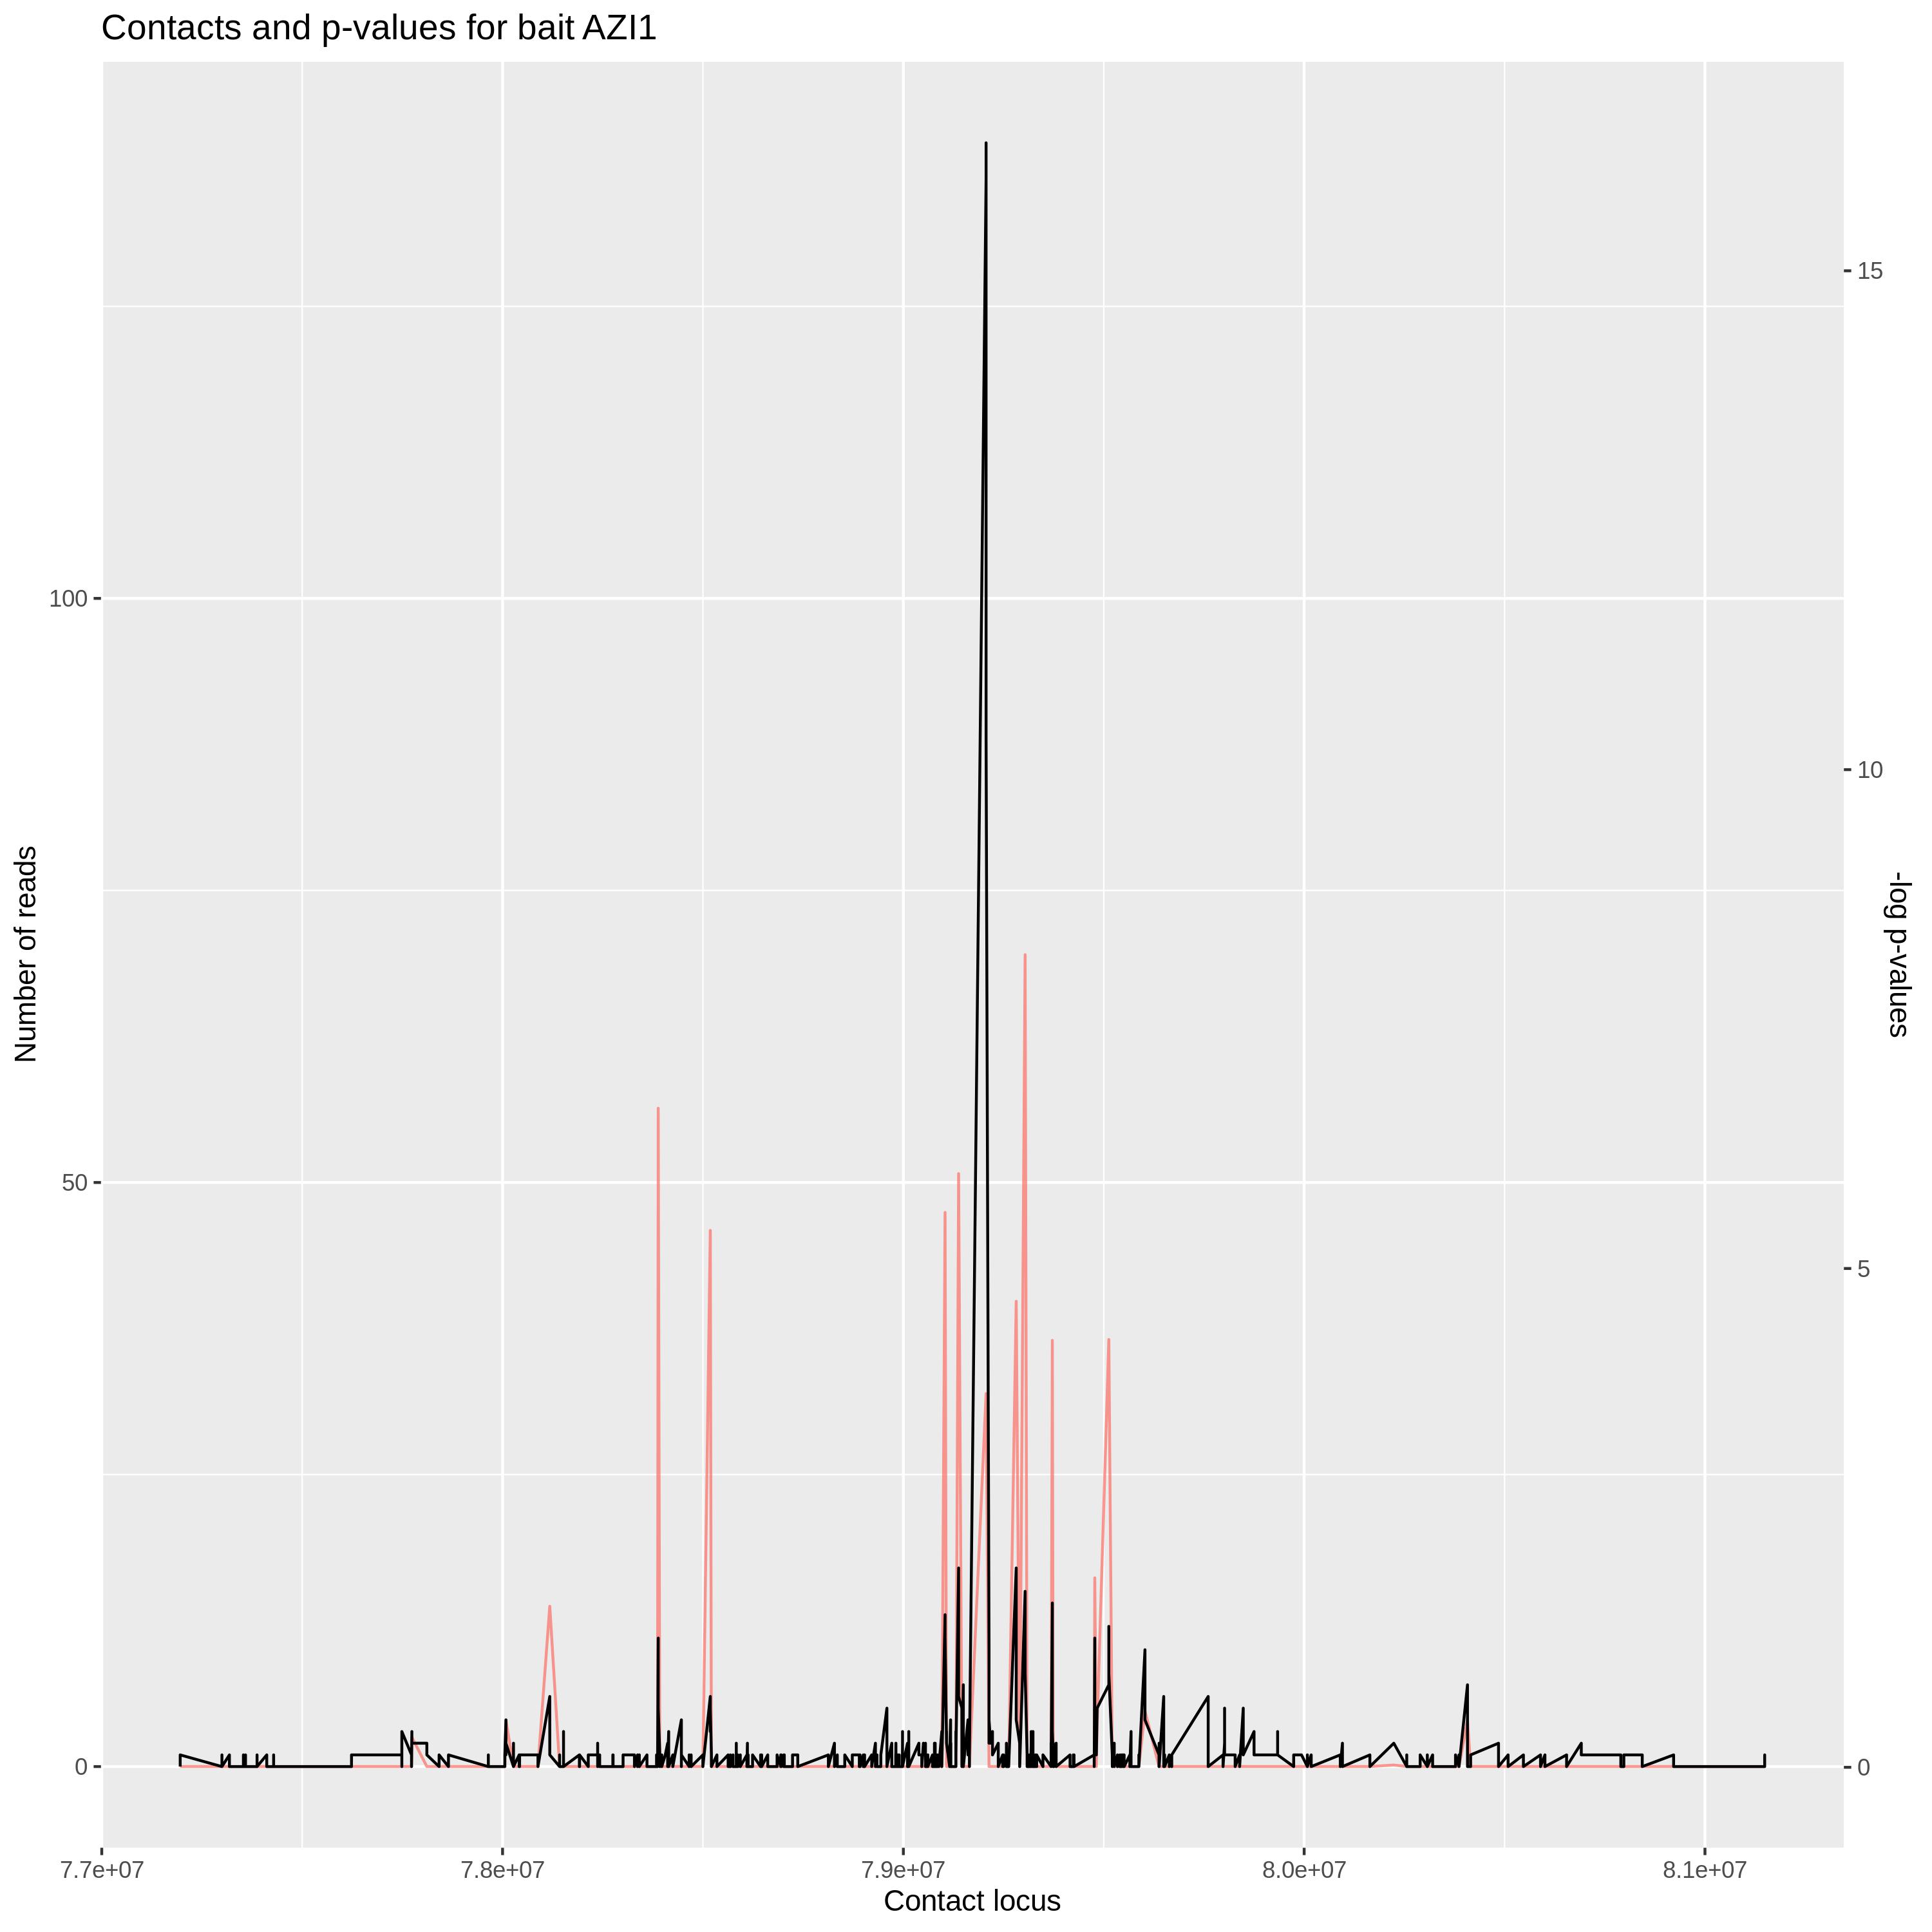 Contacts and p-values for bait AZI1
15
100
10
Number of reads
-log p-values
50
5
0
0
7.7e+07 7.8e+07 7.9e+07 8.0e+07 8.1e+07
Contact locus